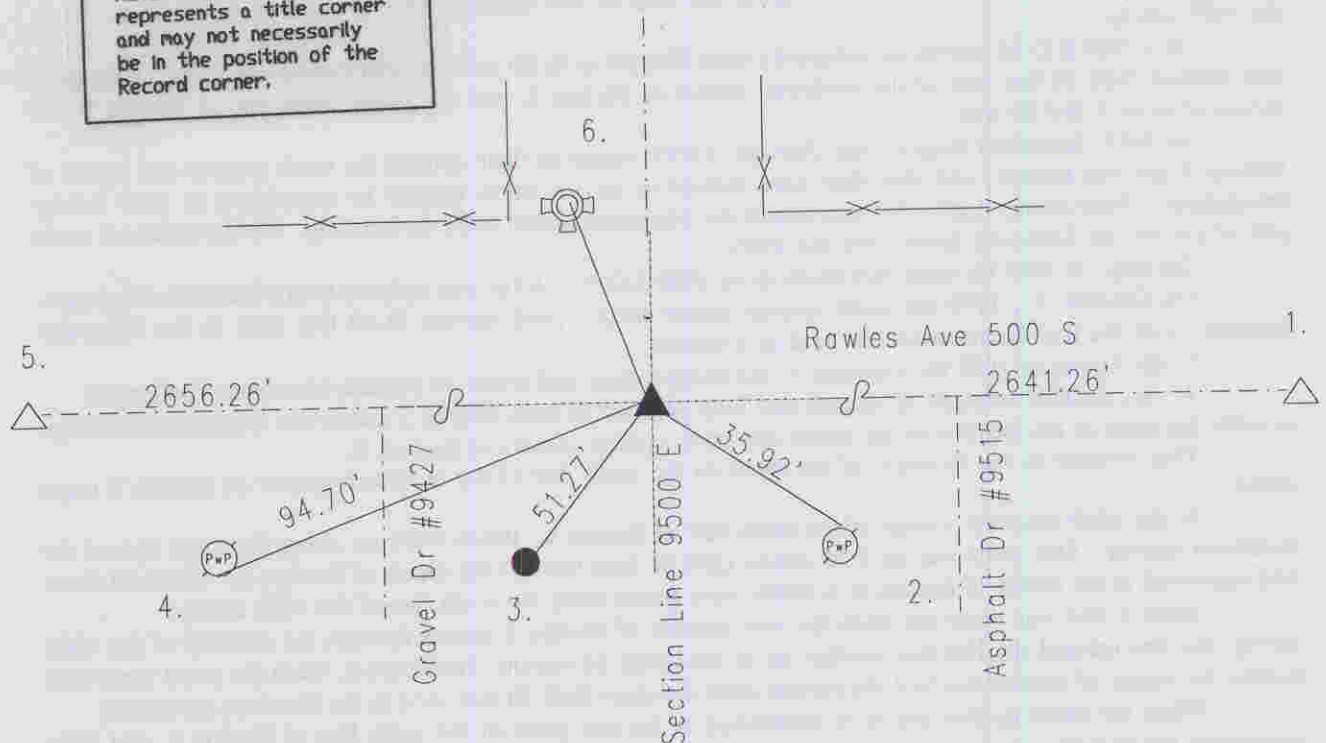 represents a title corner
and may not necessarily
be in the position of the
Record corner.
6.
Rawles Ave 500 S
1.
5.
2656.26'
2641.26'
94.70'
51.27'
35.92'
Gravel Dr #9427
Section Line 9500 E
Asphalt Dr #9515
PwP
PwP
4.
3.
2.